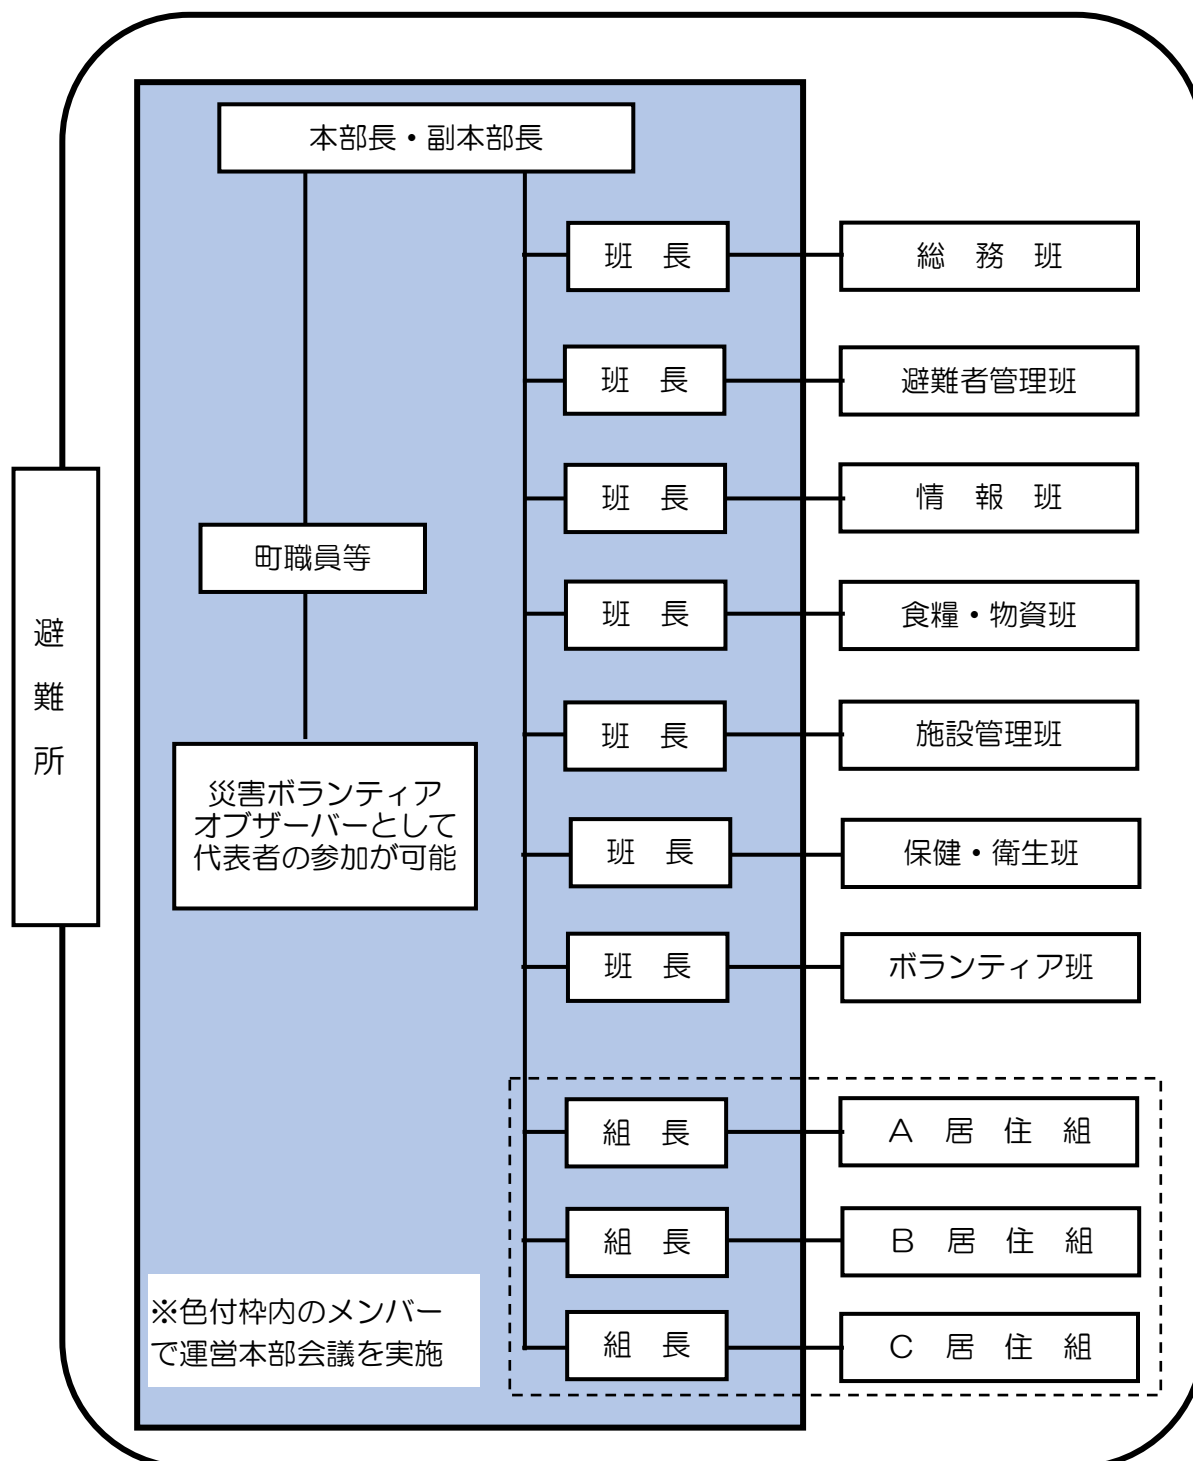 本部長・副本部長
班　長
総　務　班
班　長
避難者管理班
班　長
情　報　班
町職員等
班　長
食糧・物資班
避難所
班　長
施設管理班
災害ボランティア
オブザーバーとして
代表者の参加が可能
班　長
保健・衛生班
班　長
ボランティア班
組　長
A　居　住　組
組　長
B　居　住　組
※色付枠内のメンバー
で運営本部会議を実施
組　長
C　居　住　組